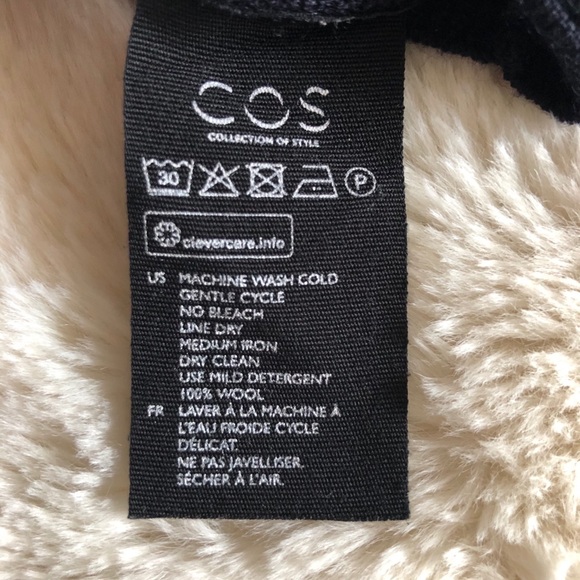 COS
COLLECTION OF STYLE
30 P
clevercare.info
US MACHINE WASH COLD
GENTLE CYCLE
NO BLEACH
LINE DRY
MEDIUM IRON
DRY CLEAN
USE MILD DETERGENT
100% WOOL
FR LAVER À LA MACHINE À
L'EAU FROIDE CYCLE
DÉLICAT.
NE PAS JAVELLISER.
SÉCHER À L'AIR.